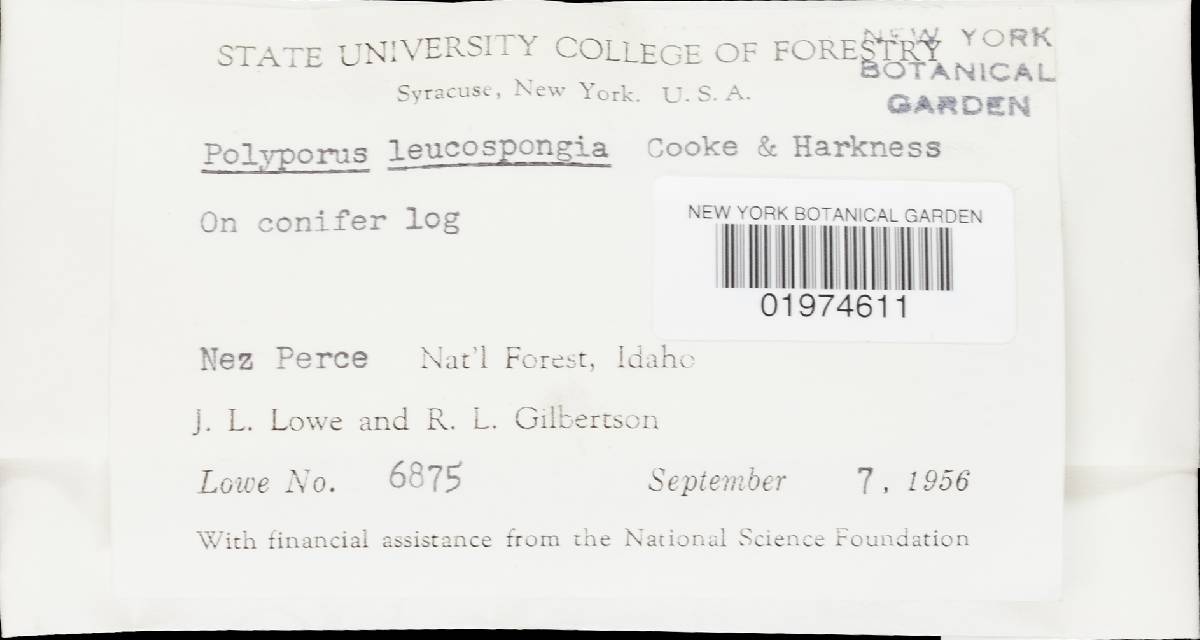 STATE UNIVERSITY COLLEGE OF FORESTRY
Syracuse, New York. U.S.A.
NEW YORK
BOTANICAL
GARDEN
Polyporus leucospongia Cooke & Harkness
On conifer log
NEW YORK BOTANICAL GARDEN
01974611
Nez Perce Nat'l Forest, Idaho
J. L. Lowe and R. L. Gilbertson
Lowe No. 6875 September 7, 1956
With financial assistance from the National Science Foundation